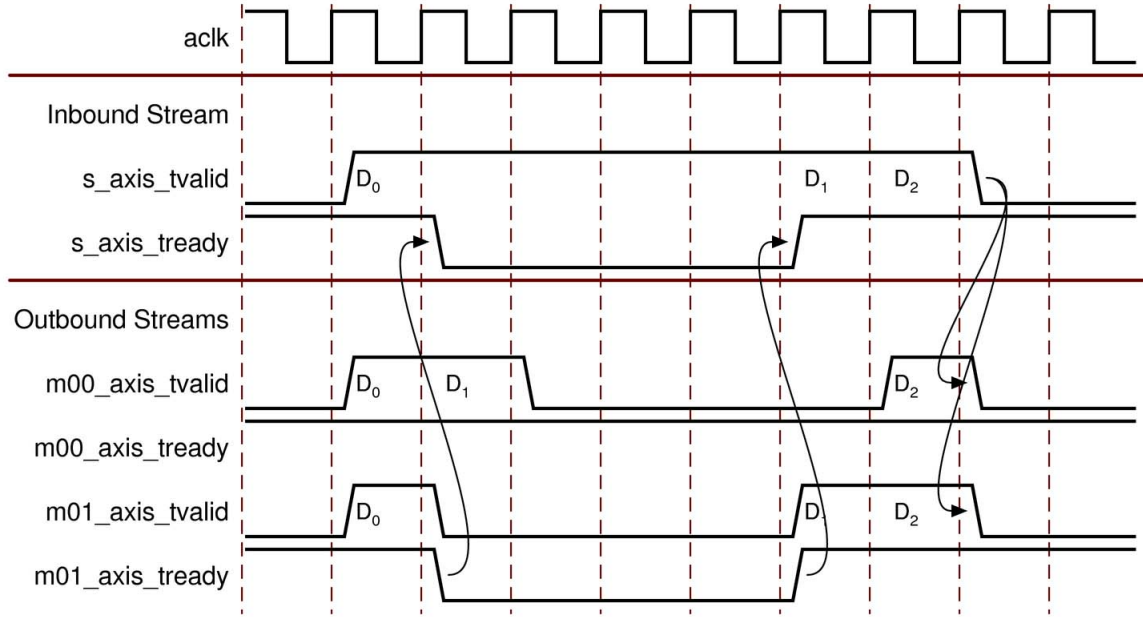 aclk
Inbound Stream
s_axis_tvalid D0 D1 D2
s_axis_tready
Outbound Streams
m00_axis_tvalid D0 D1 D2
m00_axis_tready
m01_axis_tvalid D0 D1 D2
m01_axis_tready